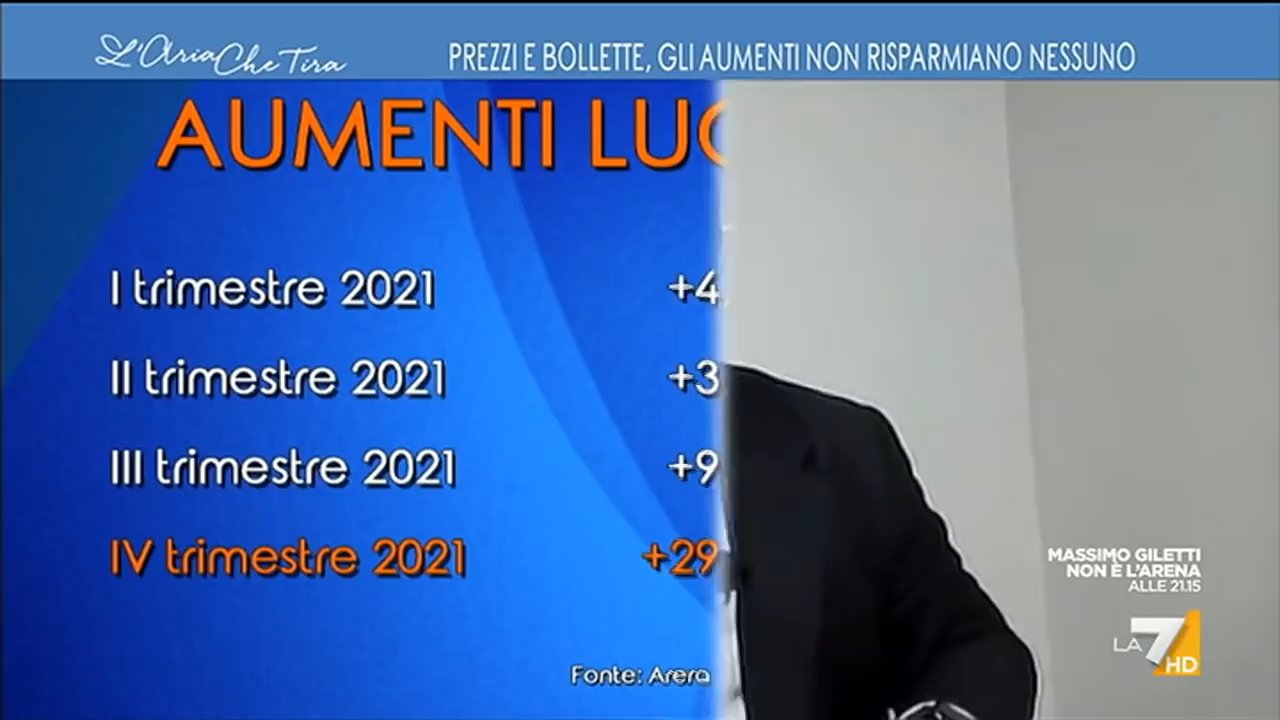 L'Aria Che Tira
PREZZI E BOLLETTE, GLI AUMENTI NON RISPARMIANO NESSUNO
AUMENTI
I trimestre 2021 +4
II trimestre 2021 +3
III trimestre 2021 +9
IV trimestre 2021 +29
Fonte: Arera
MASSIMO GILETTI
NON È L'ARENA
ALLE 21.15
LA7 HD